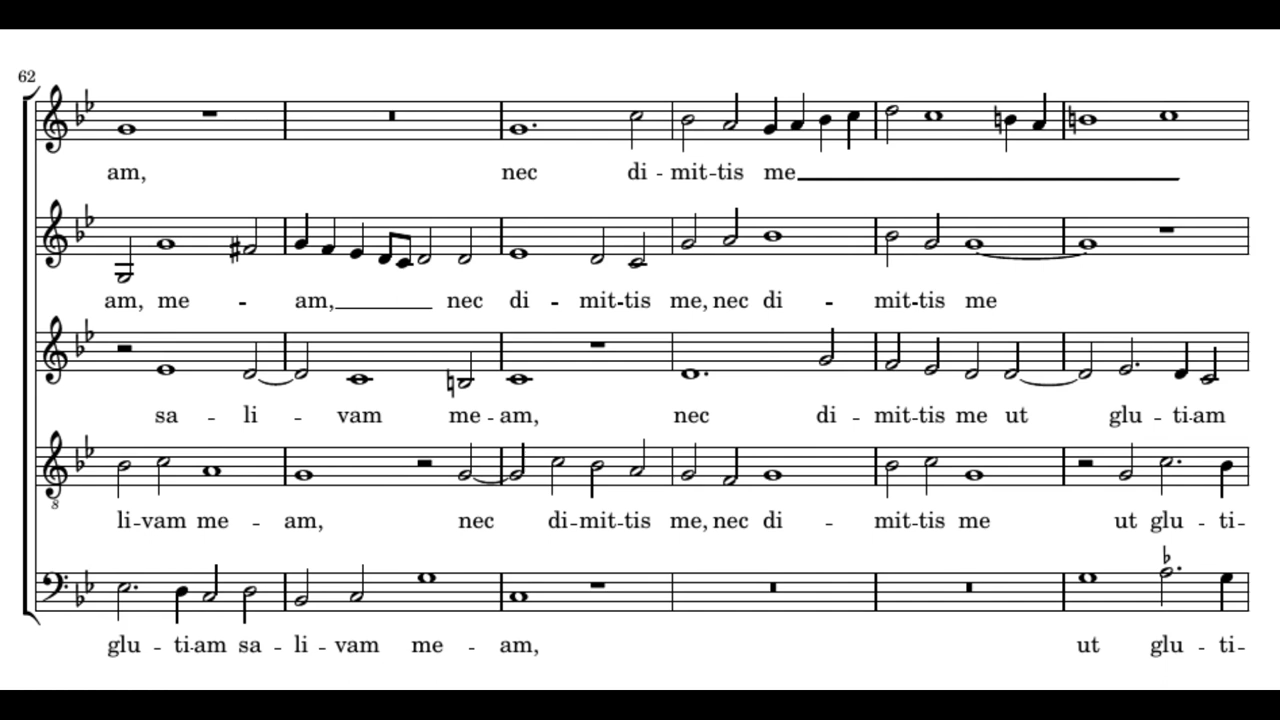 62
am, nec di - mit - tis me
am, me - am, nec di - mit - tis me, nec di - mit - tis me
sa - li - vam me - am, nec di - mit - tis me ut glu - ti - am
8
li - vam me - am, nec di - mit - tis me, nec di - mit - tis me ut glu - ti -
glu - ti - am sa - li - vam me - am, ut glu - ti -